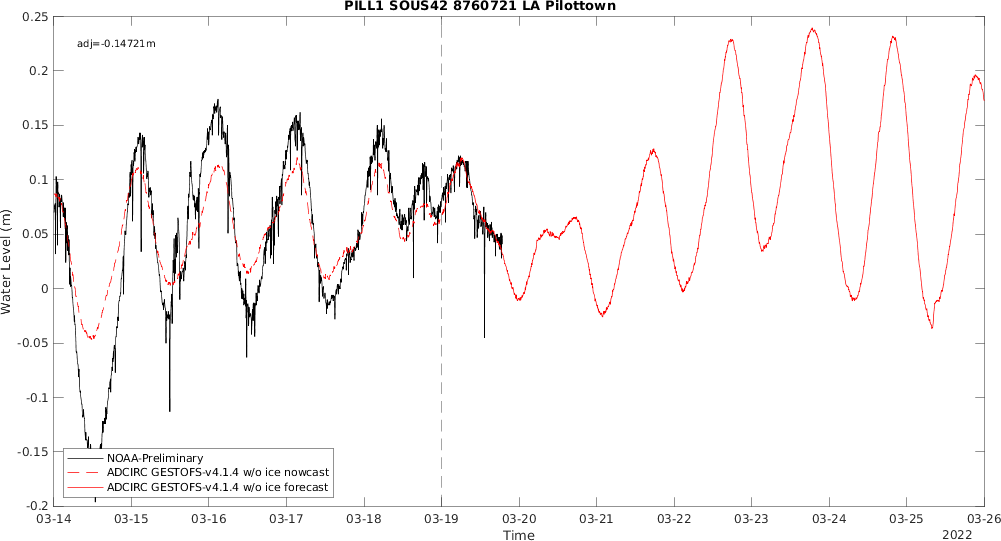 PILL1 SOUS42 8760721 LA Pilottown
adj=-0.14721m
0.25
0.2
0.15
0.1
0.05
0
-0.05
-0.1
-0.15
-0.2
Water Level (m)
NOAA-Preliminary
ADCIRC GESTOFS-v4.1.4 w/o ice nowcast
ADCIRC GESTOFS-v4.1.4 w/o ice forecast
03-14 03-15 03-16 03-17 03-18 03-19 03-20 03-21 03-22 03-23 03-24 03-25 03-26
Time
2022